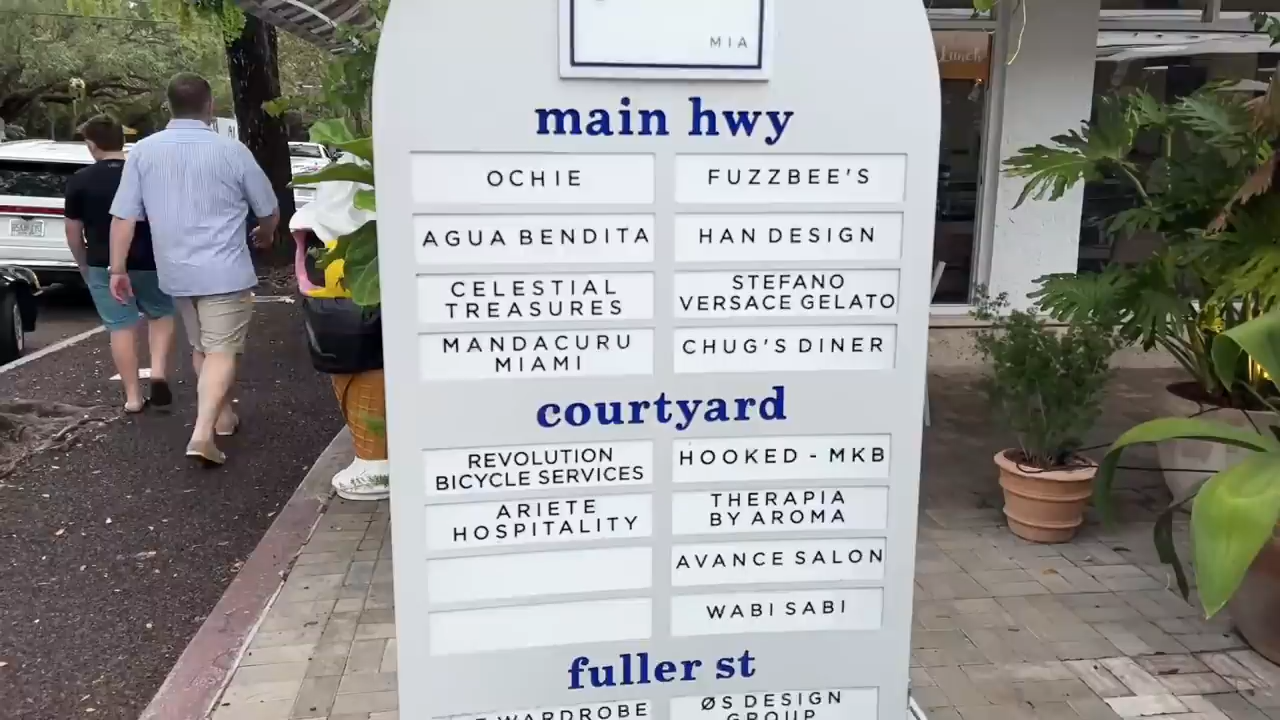 MIA
main hwy
OCHIE
FUZZBEE'S
AGUA BENDITA
HAN DESIGN
CELESTIAL
TREASURES
STEFANO
VERSACE GELATO
MANDACURU
MIAMI
CHUG'S DINER
courtyard
REVOLUTION
BICYCLE SERVICES
HOOKED - MKB
ARIETE
HOSPITALITY
THERAPIA
BY AROMA
AVANCE SALON
WABI SABI
fuller st
WARDROBE
ØS DESIGN
GROUP
Lunch